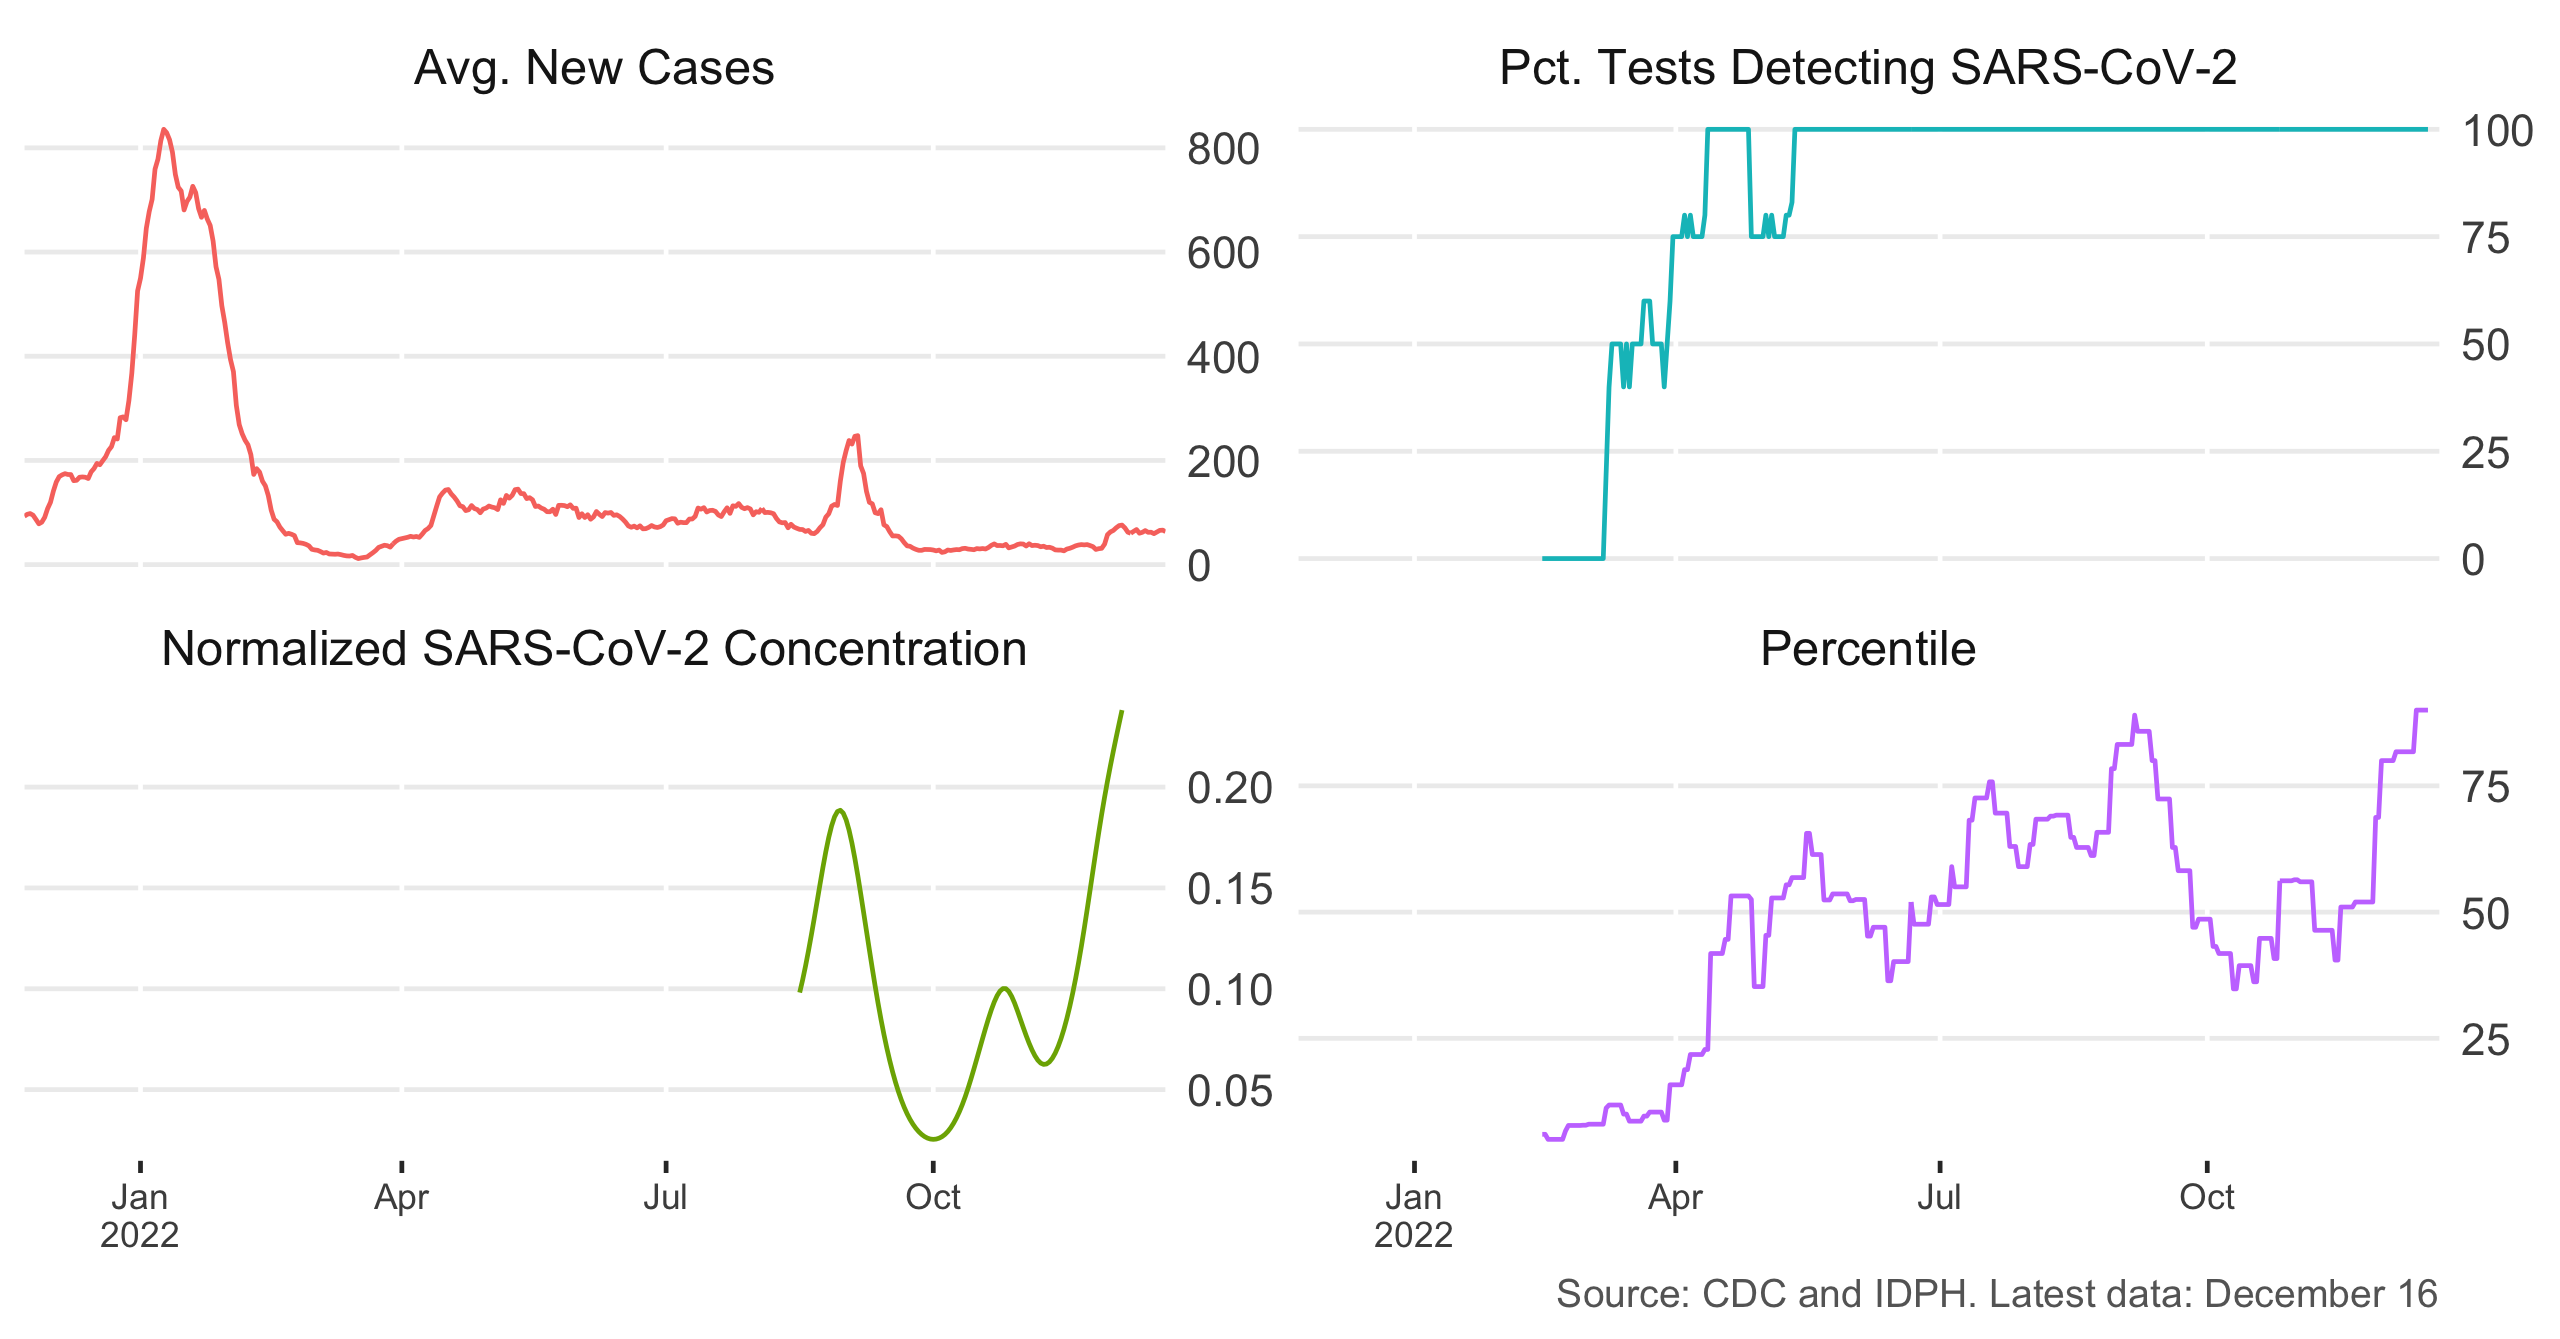 Avg. New Cases
800
600
400
200
0
Pct. Tests Detecting SARS-CoV-2
100
75
50
25
0
Normalized SARS-CoV-2 Concentration
0.20
0.15
0.10
0.05
Jan Apr Jul Oct
2022
Percentile
75
50
25
Jan Apr Jul Oct
2022
Source: CDC and IDPH. Latest data: December 16